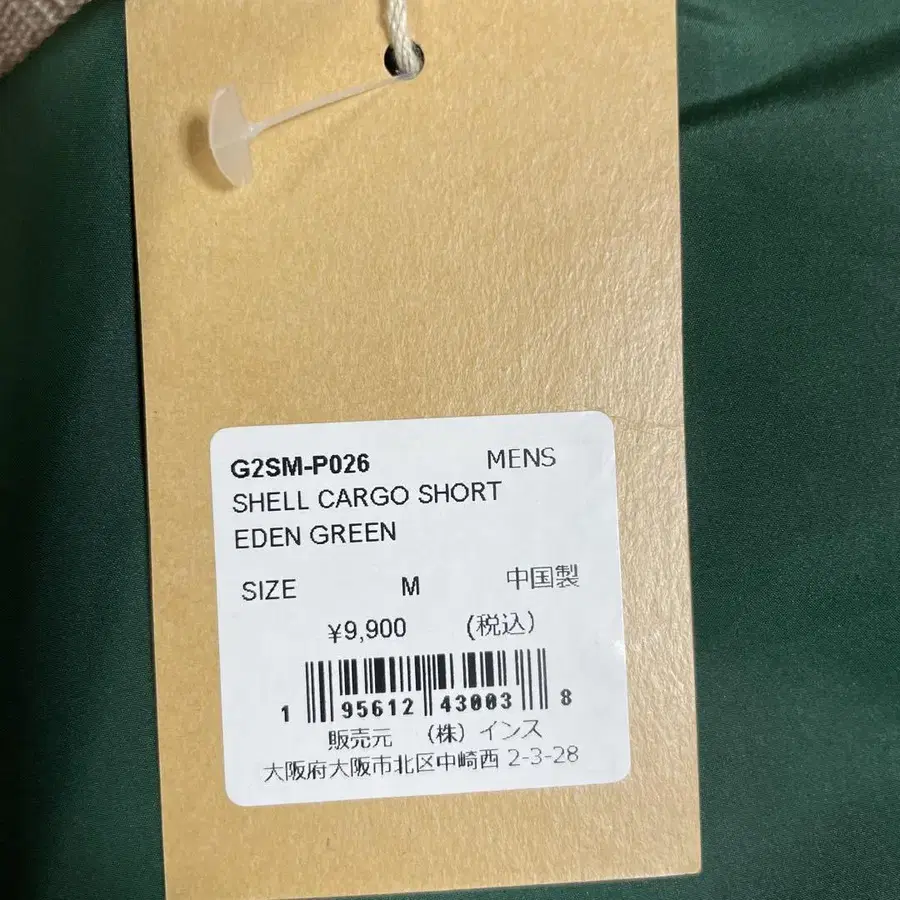 G2SM-P026 MENS
SHELL CARGO SHORT
EDEN GREEN
SIZE M 中国製
¥9,900 (税込)
1 95612 43003 8
販売元 (株)インス
大阪府大阪市北区中崎西 2-3-28